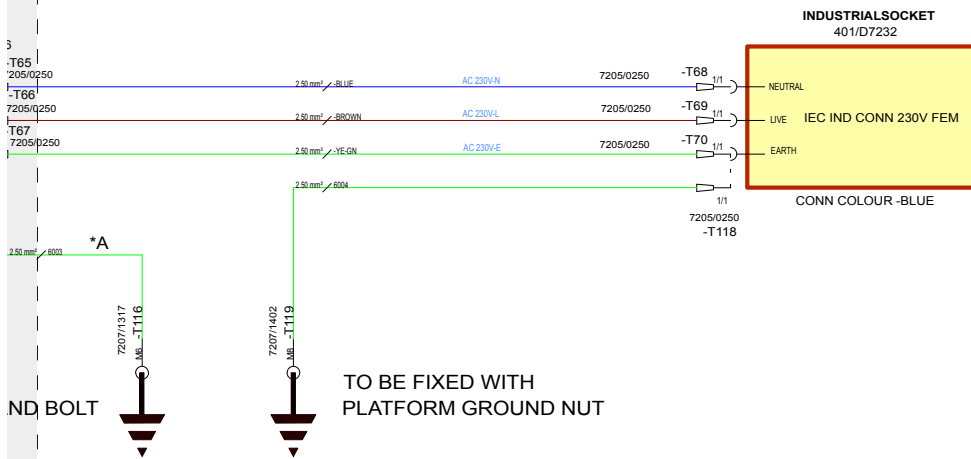 INDUSTRIALSOCKET
401/D7232
-T65
7205/0250
2.50 mm² -BLUE AC 230V-N 7205/0250 -T68 1/1 NEUTRAL
-T66
7205/0250
2.50 mm² -BROWN AC 230V-L 7205/0250 -T69 1/1 LIVE IEC IND CONN 230V FEM
-T67
7205/0250
2.50 mm² -YE-GN AC 230V-E 7205/0250 -T70 1/1 EARTH
2.50 mm² 6004
1/1
7205/0250
-T118
CONN COLOUR -BLUE
2.50 mm² 6003
*A
7207/1317
M6 -T116
7207/1402
M8 -T119
ND BOLT
TO BE FIXED WITH
PLATFORM GROUND NUT